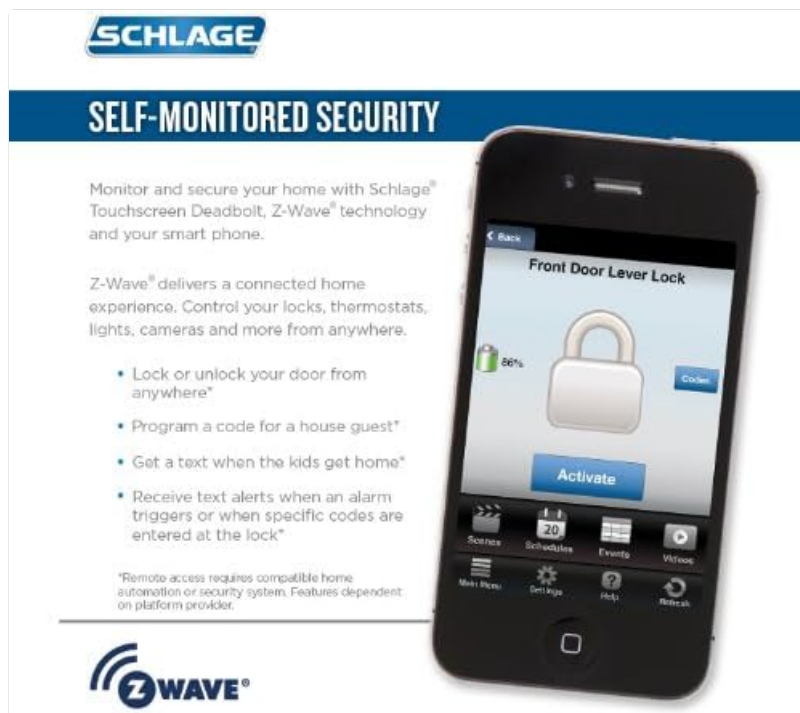 SCHLAGE
SELF-MONITORED SECURITY
Monitor and secure your home with Schlage®
Touchscreen Deadbolt, Z-Wave® technology
and your smart phone.
Z-Wave® delivers a connected home
experience. Control your locks, thermostats,
lights, cameras and more from anywhere.
• Lock or unlock your door from
anywhere*
• Program a code for a house guest*
• Get a text when the kids get home*
• Receive text alerts when an alarm
triggers or when specific codes are
entered at the lock*
*Remote access requires compatible home
automation or security system. Features dependent
on platform provider.
Z WAVE®
Back
Front Door Lever Lock
86%
Codes
Activate
Scenes
20
Schedules
Events
Videos
Main Menu
Settings
? Help
Refresh